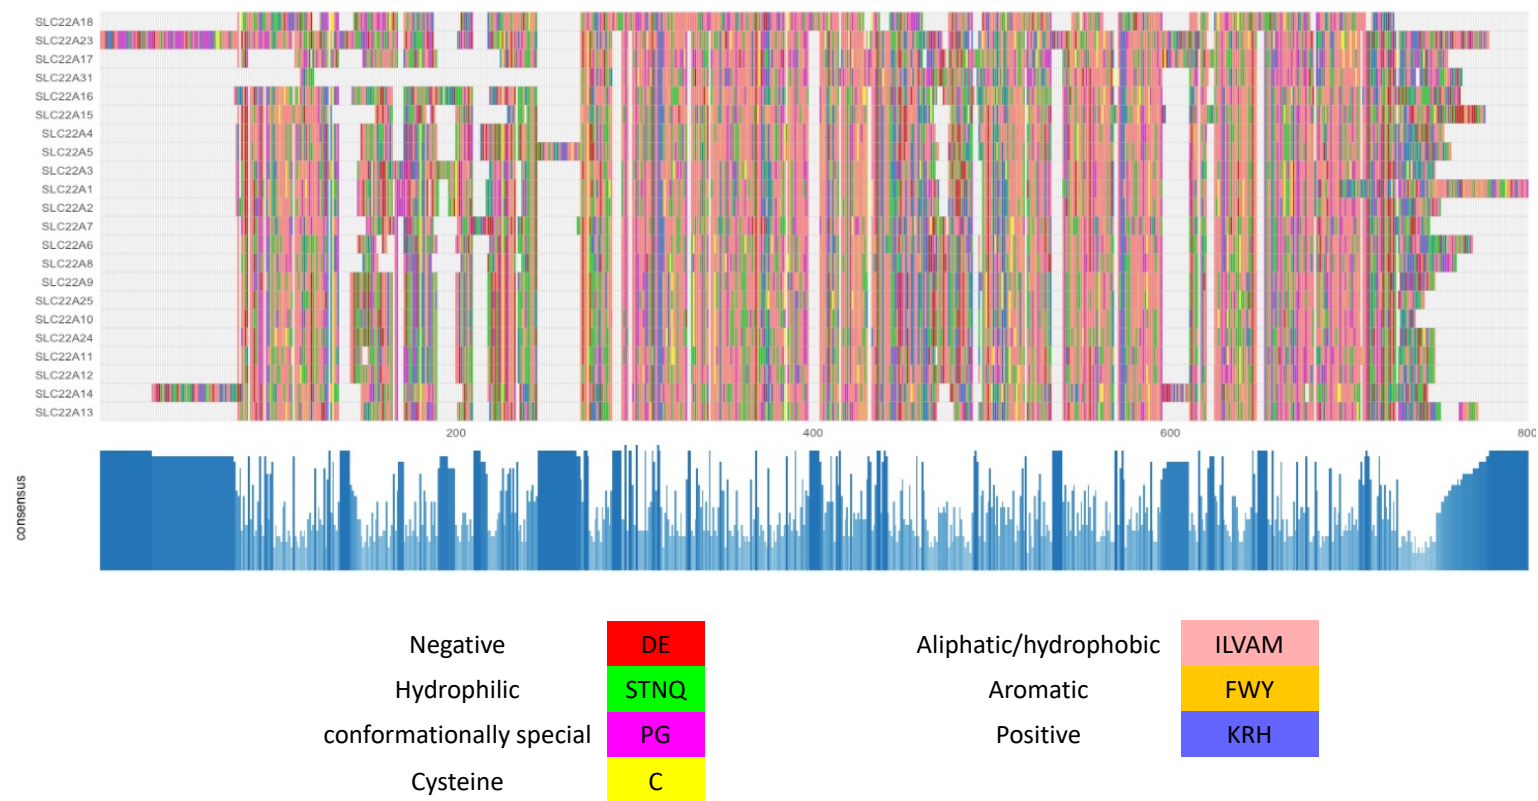 SLC22A18
SLC22A23
SLC22A17
SLC22A31
SLC22A16
SLC22A15
SLC22A4
SLC22A5
SLC22A3
SLC22A1
SLC22A2
SLC22A7
SLC22A6
SLC22A8
SLC22A9
SLC22A25
SLC22A10
SLC22A24
SLC22A11
SLC22A12
SLC22A14
SLC22A13
200 400 600 800
consensus
Negative DE Aliphatic/hydrophobic ILVAM
Hydrophilic STNQ Aromatic FWY
conformationally special PG Positive KRH
Cysteine C